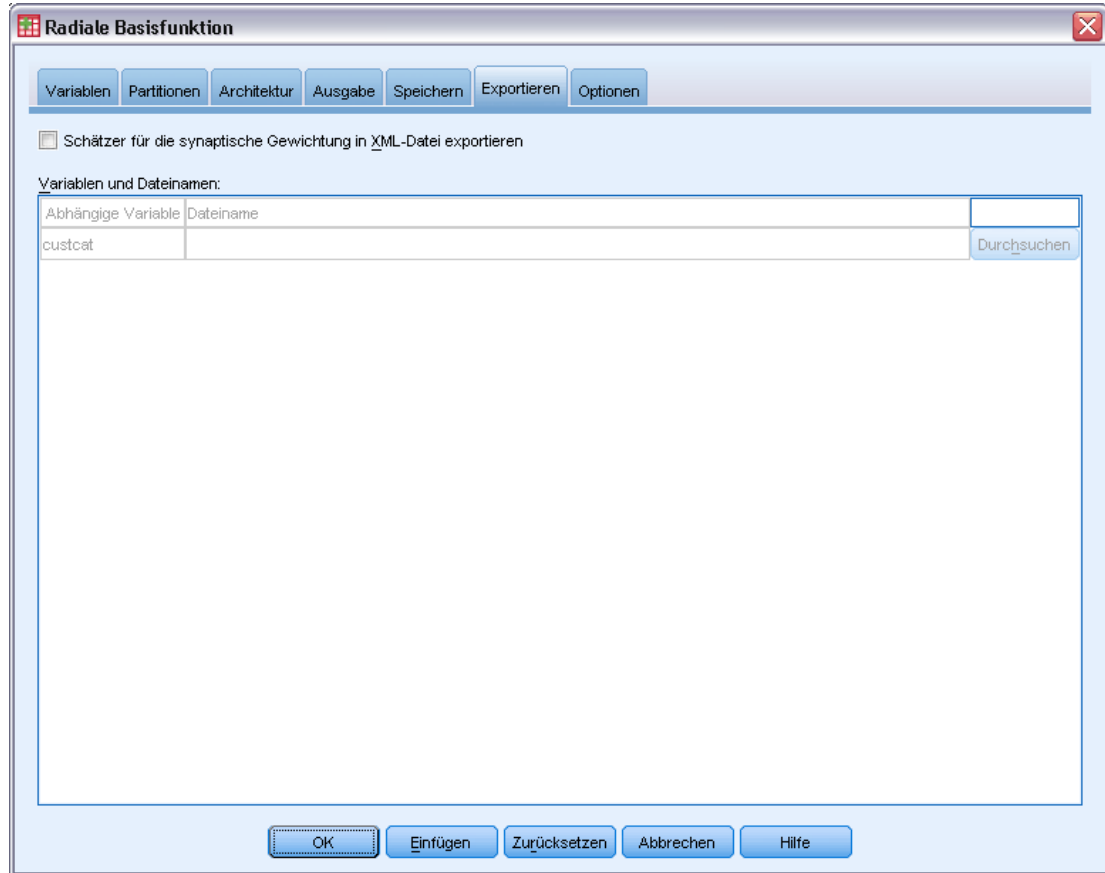 Radiale Basisfunktion
Variablen Partitionen Architektur Ausgabe Speichern Exportieren Optionen
Schätzer für die synaptische Gewichtung in XML-Datei exportieren
Variablen und Dateinamen:
Abhängige Variable Dateiname
custcat Durchsuchen
OK Einfügen Zurücksetzen Abbrechen Hilfe